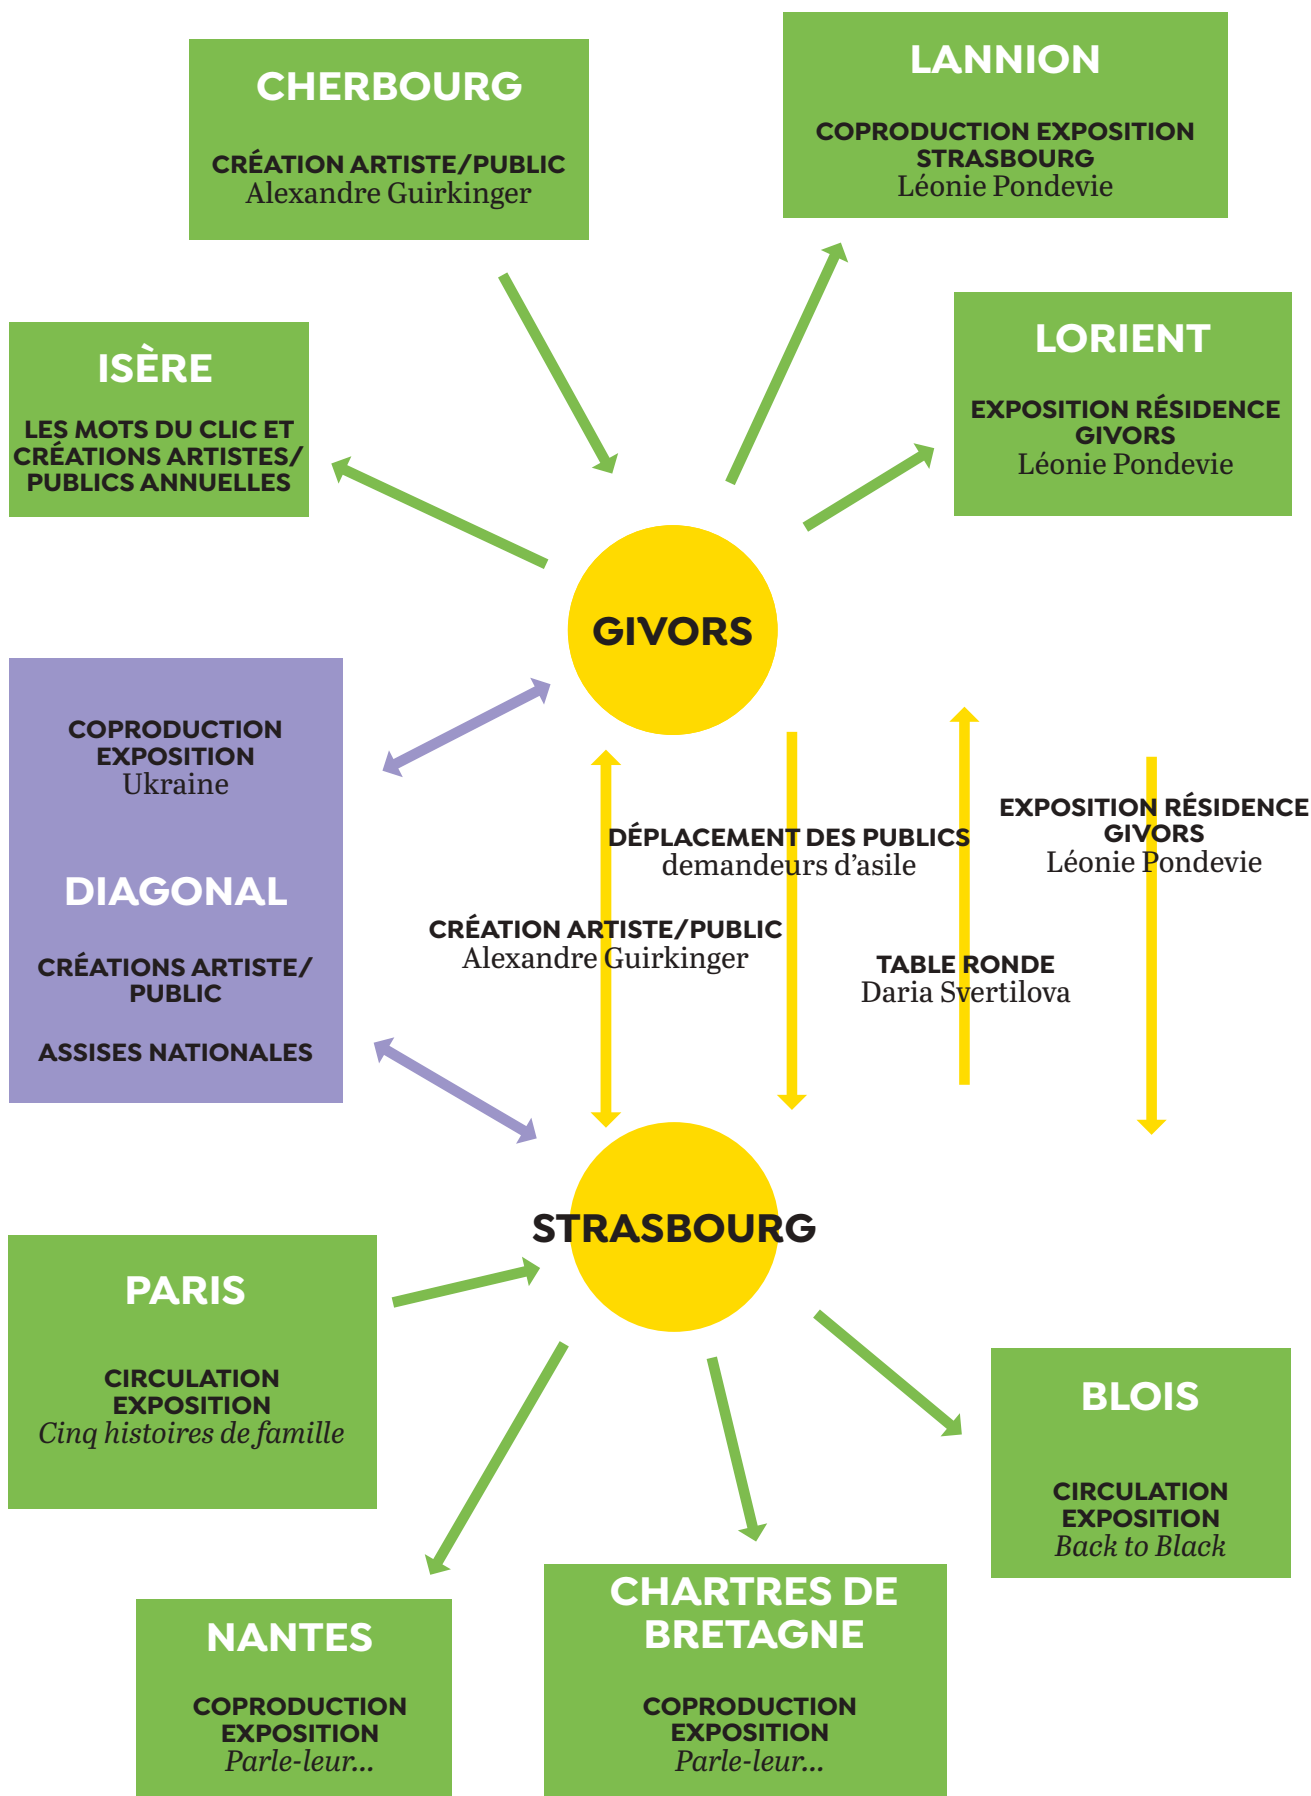 CHERBOURG
CRÉATION ARTISTE/PUBLIC
Alexandre Guirkinger
LANNION
COPRODUCTION EXPOSITION
STRASBOURG
Léonie Pondevie
ISÈRE
LES MOTS DU CLIC ET
CRÉATIONS ARTISTES/
PUBLICS ANNUELLES
LORIENT
EXPOSITION RÉSIDENCE
GIVORS
Léonie Pondevie
GIVORS
COPRODUCTION
EXPOSITION
Ukraine
DIAGONAL
CRÉATIONS ARTISTE/
PUBLIC
ASSISES NATIONALES
CRÉATION ARTISTE/PUBLIC
Alexandre Guirkinger
DÉPLACEMENT DES PUBLICS
demandeurs d'asile
TABLE RONDE
Daria Svertilova
EXPOSITION RÉSIDENCE
GIVORS
Léonie Pondevie
STRASBOURG
PARIS
CIRCULATION
EXPOSITION
Cinq histoires de famille
BLOIS
CIRCULATION
EXPOSITION
Back to Black
NANTES
COPRODUCTION
EXPOSITION
Parle-leur...
CHARTRES DE
BRETAGNE
COPRODUCTION
EXPOSITION
Parle-leur...